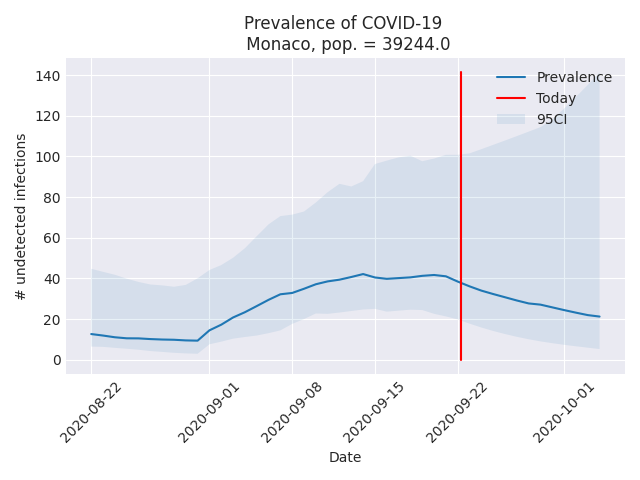 Prevalence of COVID-19
Monaco, pop. = 39244.0
140
120
100
80
60
40
20
0
# undetected infections
Prevalence
Today
95CI
2020-08-22
2020-09-01
2020-09-08
2020-09-15
2020-09-22
2020-10-01
Date